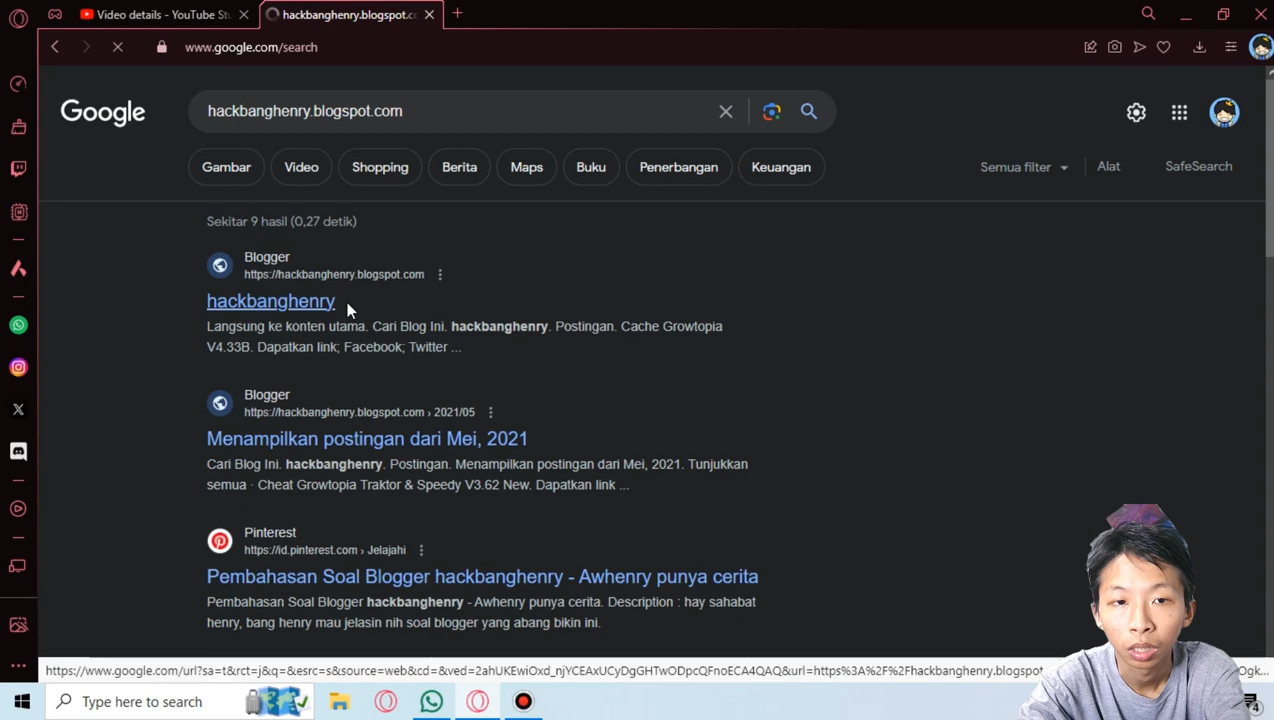 Video details - YouTube Stu
hackbanghenry.blogspot.co
www.google.com/search
Google
hackbanghenry.blogspot.com
Gambar
Video
Shopping
Berita
Maps
Buku
Penerbangan
Keuangan
Semua filter
Alat
SafeSearch
Sekitar 9 hasil (0,27 detik)
Blogger
https://hackbanghenry.blogspot.com
hackbanghenry
Langsung ke konten utama. Cari Blog Ini. hackbanghenry. Postingan. Cache Growtopia
V4.33B. Dapatkan link; Facebook; Twitter ...
Blogger
https://hackbanghenry.blogspot.com › 2021/05
Menampilkan postingan dari Mei, 2021
Cari Blog Ini. hackbanghenry. Postingan. Menampilkan postingan dari Mei, 2021. Tunjukkan
semua · Cheat Growtopia Traktor & Speedy V3.62 New. Dapatkan link ...
Pinterest
https://id.pinterest.com › Jelajahi
Pembahasan Soal Blogger hackbanghenry - Awhenry punya cerita
Pembahasan Soal Blogger hackbanghenry - Awhenry punya cerita. Description : hay sahabat
henry, bang henry mau jelasin nih soal blogger yang abang bikin ini.
https://www.google.com/url?sa=t&rct=j&q=&esrc=s&source=web&cd=&ved=2ahUKEwiOxd_njYCEAxUCyDgGHTwODpcQFnoECA4QAQ&url=https%3A%2F%2Fhackbanghenry.blogspot
Type here to search
4